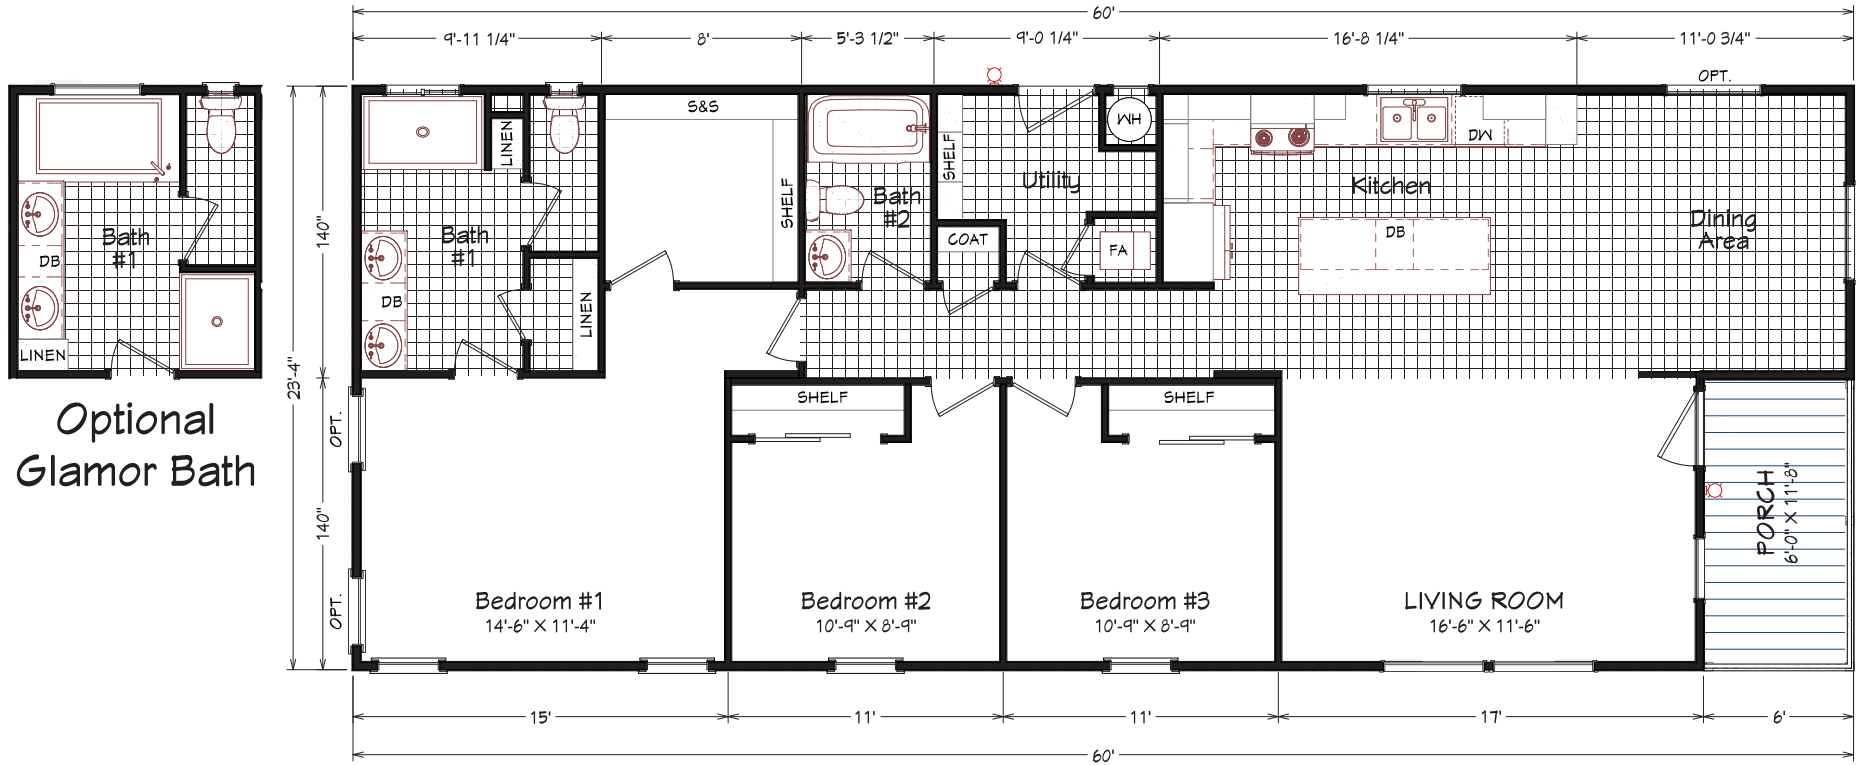 60'
9'-11 1/4"
8'
5'-3 1/2"
9'-0 1/4"
16'-8 1/4"
11'-0 3/4"
OPT.
S&S
LINEN
SHELF
SHELF
WH
DW
Bath
#1
DB
LINEN
Optional
Glamor Bath
140"
23'-4"
140"
Bath
#1
DB
LINEN
Bath
#2
Utility
COAT
FA
Kitchen
DB
Dining
Area
OPT.
OPT.
SHELF
SHELF
PORCH
6'-0" X 11'-8"
Bedroom #1
14'-6" X 11'-4"
Bedroom #2
10'-9" X 8'-9"
Bedroom #3
10'-9" X 8'-9"
LIVING ROOM
16'-6" X 11'-6"
15'
11'
11'
17'
6'
60'